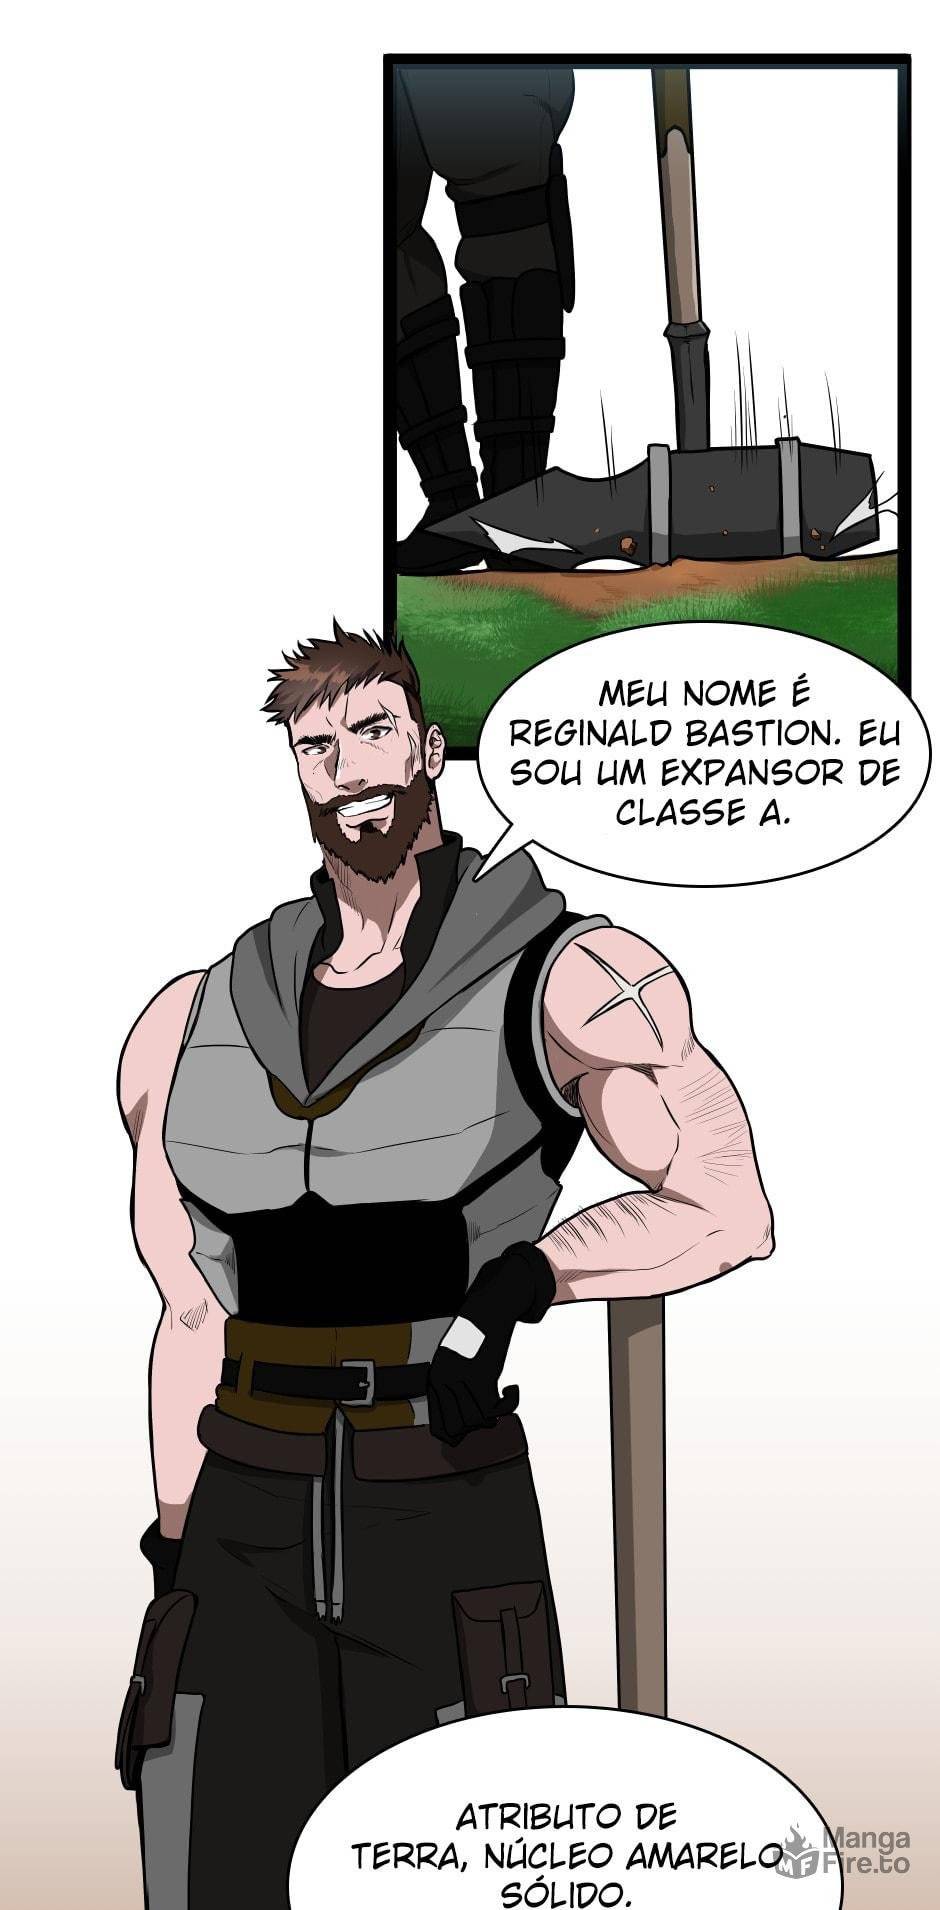 MEU NOME É
REGINALD BASTION. EU
SOU UM EXPANSOR DE
CLASSE A.
ATRIBUTO DE
TERRA, NÚCLEO AMARELO
SÓLIDO.
MF
Manga
Fire.to